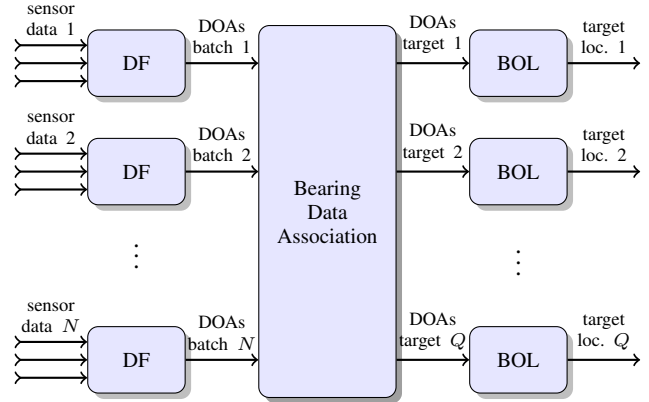 sensor
data 1
DF
DOAs
batch 1
DOAs
target 1
BOL
target
loc. 1
sensor
data 2
DF
DOAs
batch 2
Bearing
Data
Association
DOAs
target 2
BOL
target
loc. 2
sensor
data N
DF
DOAs
batch N
DOAs
target Q
BOL
target
loc. Q